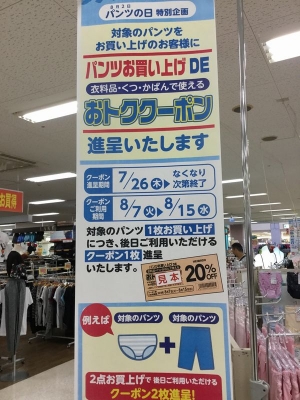 8月2日
パンツの日 特別企画
対象のパンツを
お買い上げのお客様に
パンツお買い上げDE
衣料品・くつ・かばんで使える
おトククーポン
進呈いたします
クーポン進呈期間 7/26木 なくなり次第終了
クーポンご利用期間 8/7火 8/15水
対象のパンツ1枚お買い上げ
につき、後日ご利用いただける
クーポン1枚進呈
いたします。
見本
20%
OFF
例えば
対象のパンツ
対象のパンツ
+
2点お買上げで後日ご利用いただける
クーポン2枚進呈!